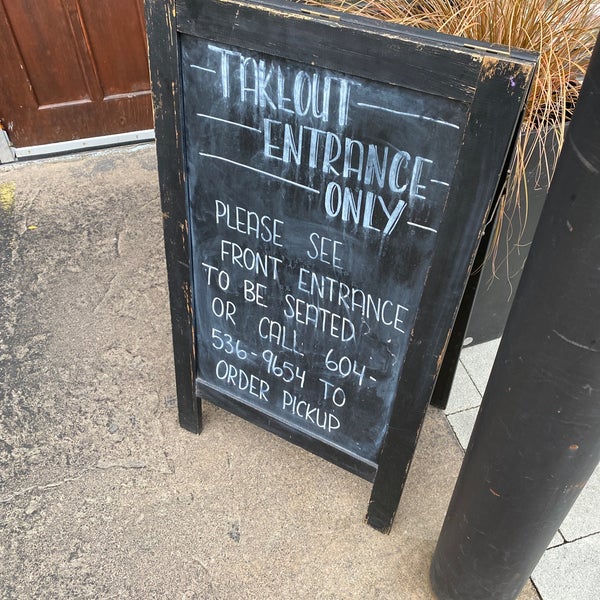 TAKEOUT
ENTRANCE
ONLY
PLEASE SEE
FRONT ENTRANCE
TO BE SEATED
OR CALL 604-
536-9654 TO
ORDER PICKUP